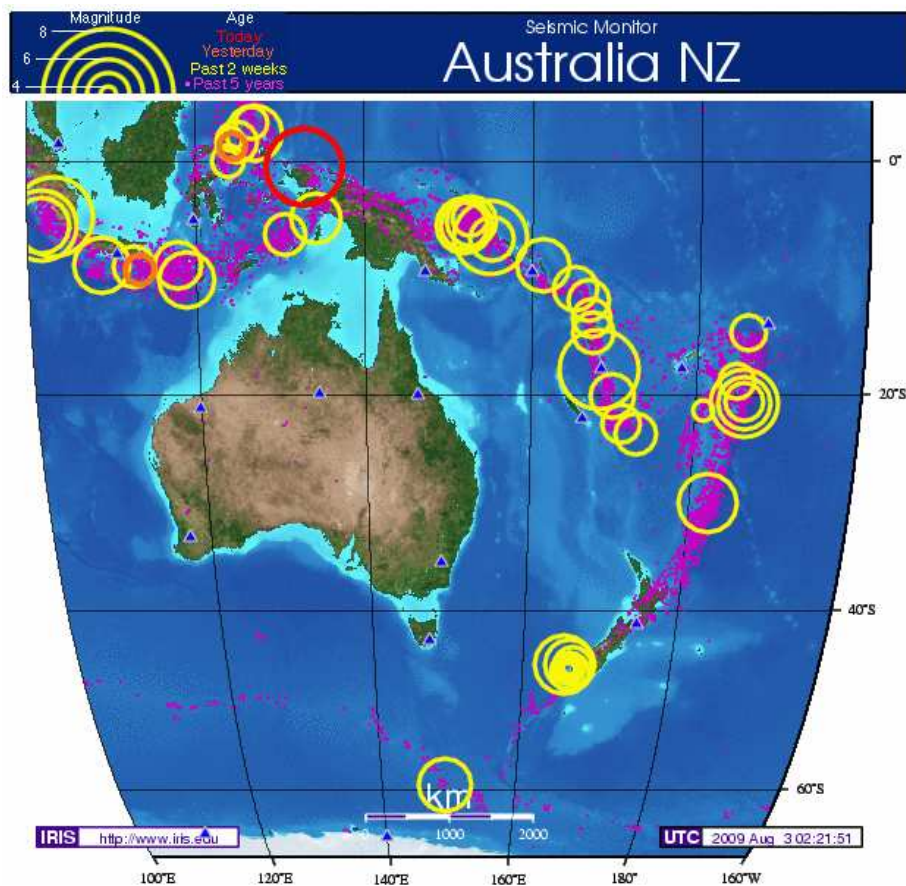 Magnitude
8
6
4
Age
Today
Yesterday
Past 2 weeks
Past 5 years
Seismic Monitor
Australia NZ
0°
20°S
40°S
60°S
km
0 1000 2000
IRIS http://www.iris.edu
UTC 2009 Aug 3 02:21:51
100°E 120°E 140°E 160°E 180° 160°W